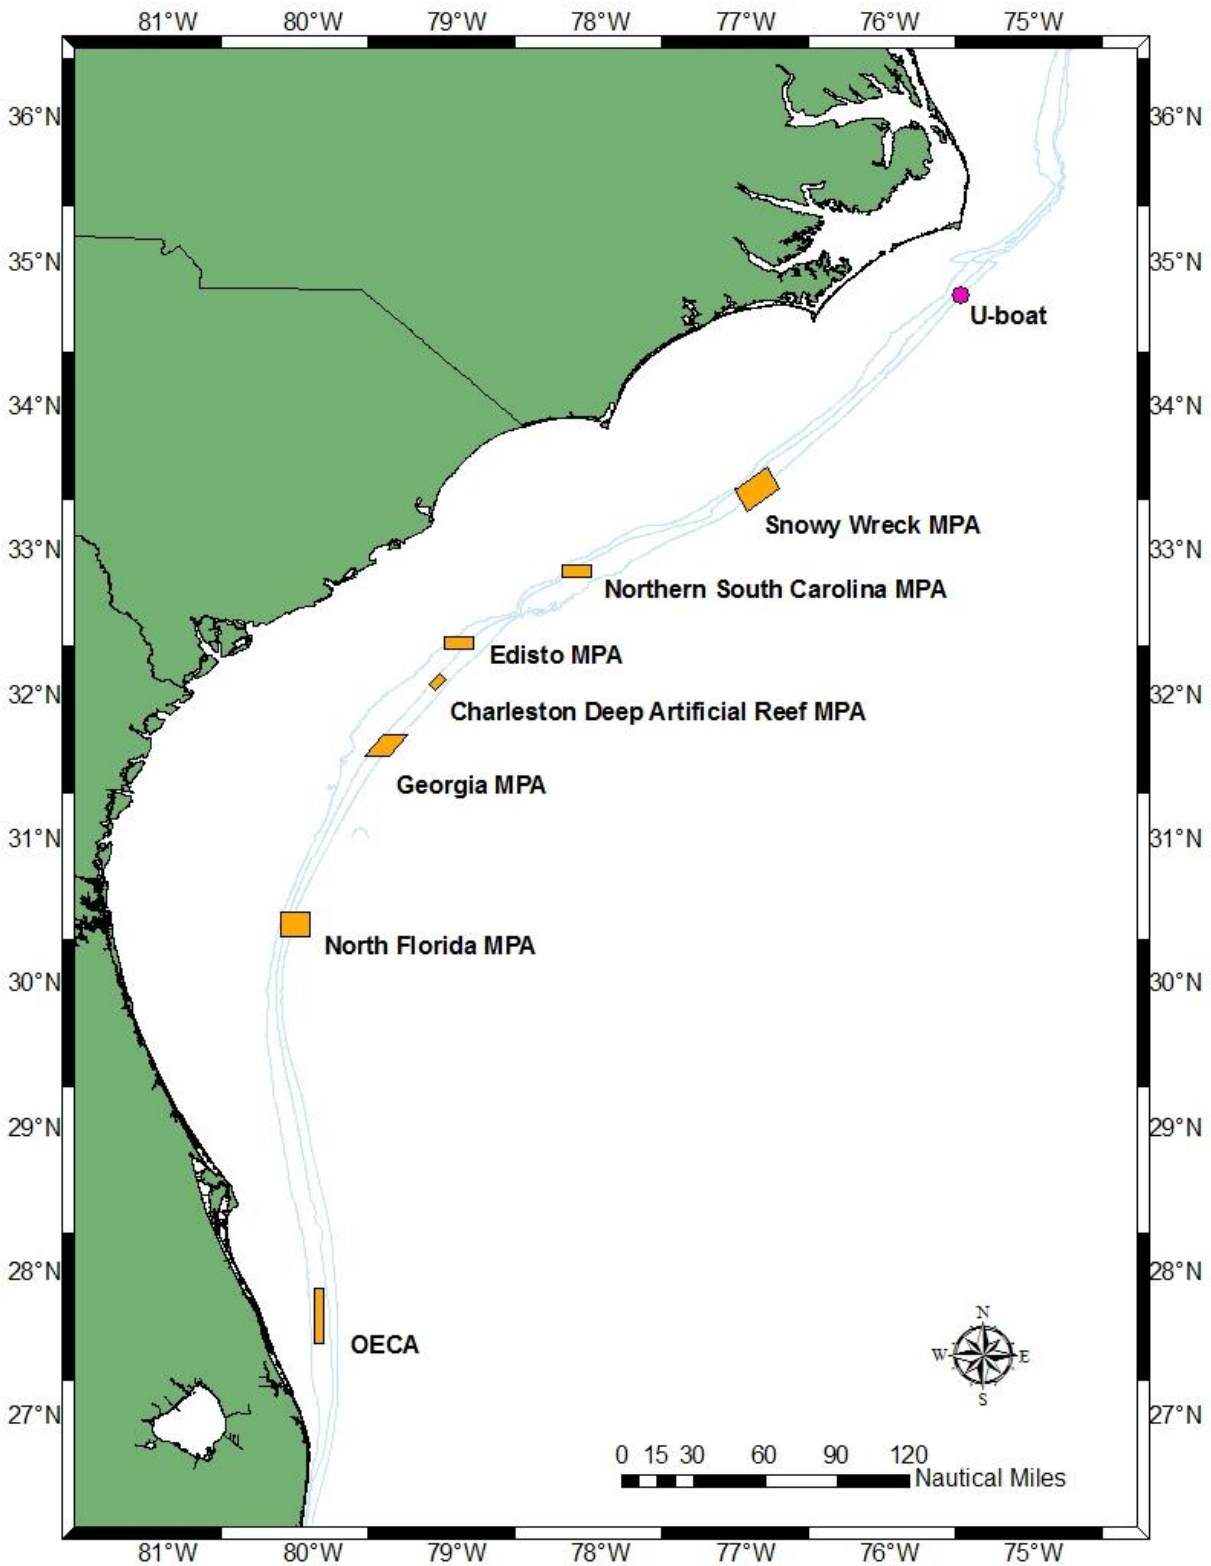 81°W 80°W 79°W 78°W 77°W 76°W 75°W
36°N 36°N
35°N 35°N
U-boat
34°N 34°N
Snowy Wreck MPA
33°N 33°N
Northern South Carolina MPA
Edisto MPA
32°N 32°N
Charleston Deep Artificial Reef MPA
Georgia MPA
31°N 31°N
North Florida MPA
30°N 30°N
29°N 29°N
28°N 28°N
N
OECA
W E
S
27°N 27°N
0 15 30 60 90 120
Nautical Miles
81°W 80°W 79°W 78°W 77°W 76°W 75°W